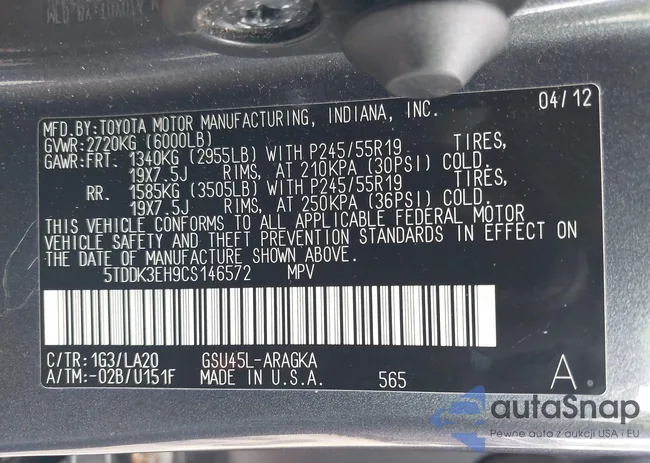 MFD.BY:TOYOTA MOTOR MANUFACTURING, INDIANA, INC. 04/12
GVWR:2720KG (6000LB)
GAWR:FRT. 1340KG (2955LB) WITH P245/55R19 TIRES,
19X7.5J RIMS, AT 210KPA (30PSI) COLD.
RR. 1585KG (3505LB) WITH P245/55R19 TIRES,
19X7.5J RIMS, AT 250KPA (36PSI) COLD.
THIS VEHICLE CONFORMS TO ALL APPLICABLE FEDERAL MOTOR
VEHICLE SAFETY AND THEFT PREVENTION STANDARDS IN EFFECT ON
THE DATE OF MANUFACTURE SHOWN ABOVE.
5TDDK3EH9CS146572 MPV
C/TR:1G3/LA20 GSU45L-ARAGKA
A/TM:-02B/U151F MADE IN U.S.A. 565 A.
autaSnap
Pewne auta z aukcji USA i EU